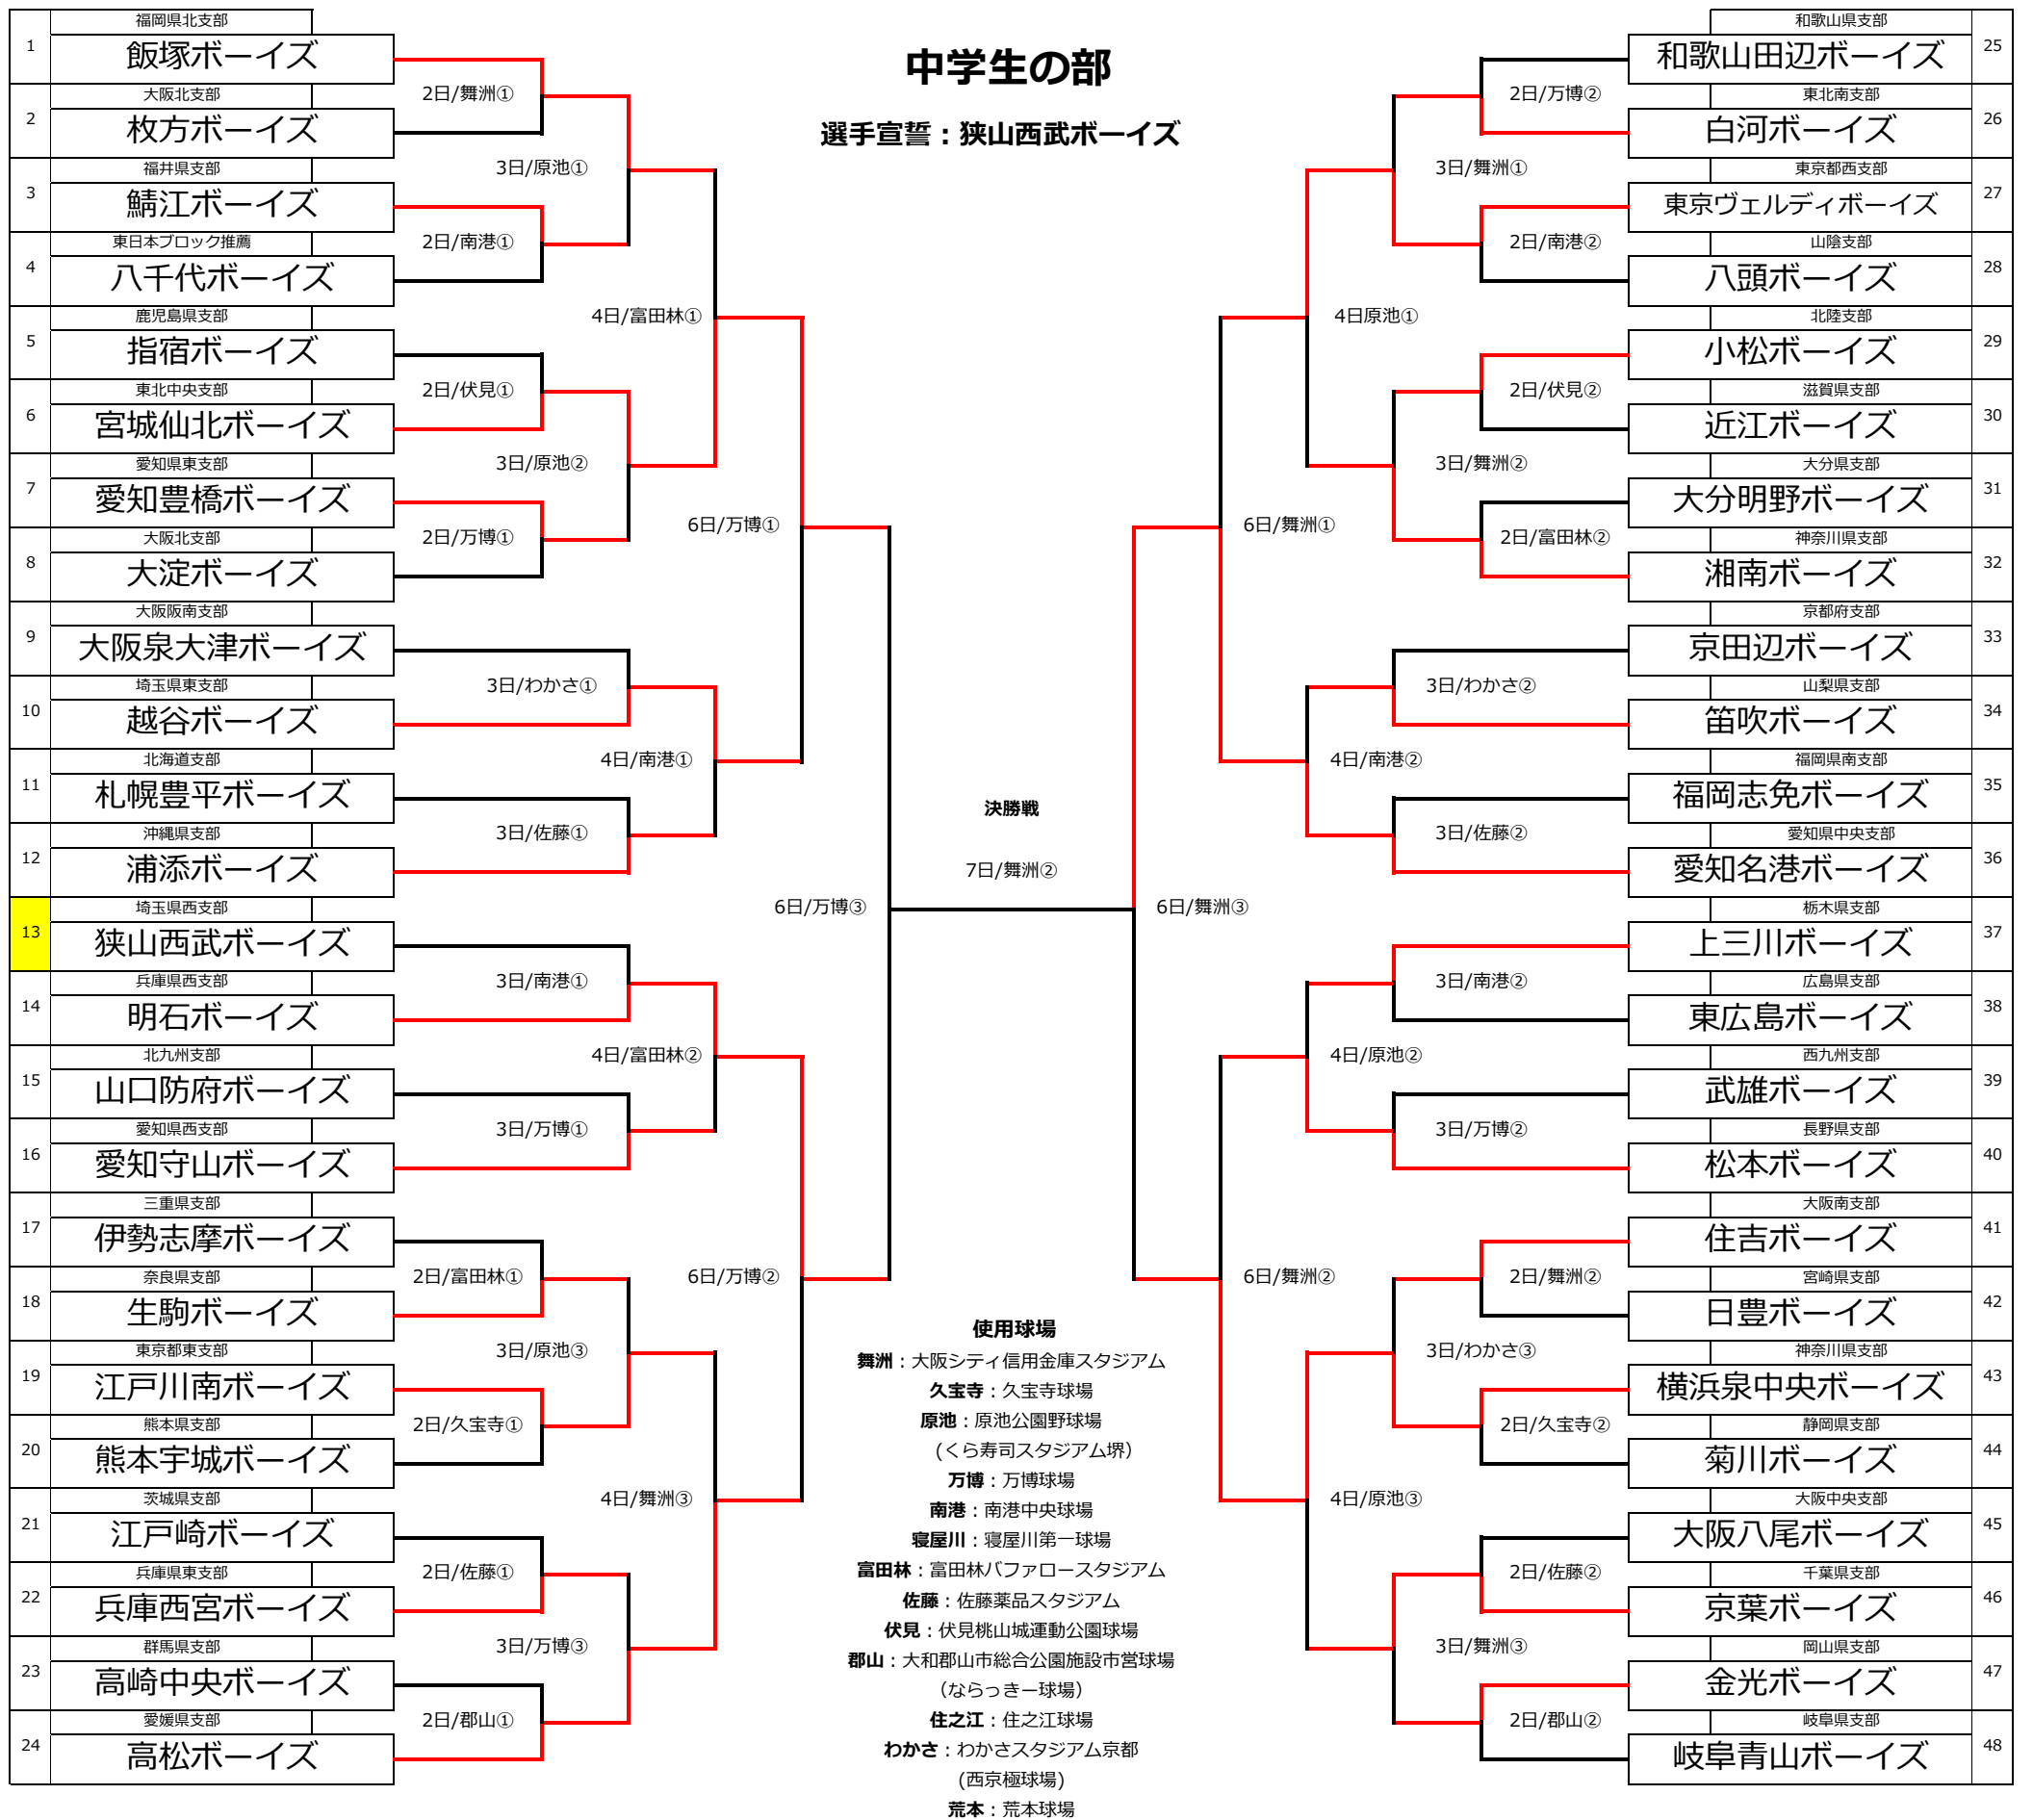 中学生の部
選手宣誓：狭山西武ボーイズ
福岡県北支部
1 飯塚ボーイズ
大阪北支部
2 枚方ボーイズ
福井県支部
3 鯖江ボーイズ
東日本ブロック推薦
4 八千代ボーイズ
鹿児島県支部
5 指宿ボーイズ
東北中央支部
6 宮城仙北ボーイズ
愛知県東支部
7 愛知豊橋ボーイズ
大阪北支部
8 大淀ボーイズ
大阪阪南支部
9 大阪泉大津ボーイズ
埼玉県東支部
10 越谷ボーイズ
北海道支部
11 札幌豊平ボーイズ
沖縄県支部
12 浦添ボーイズ
埼玉県西支部
13 狭山西武ボーイズ
兵庫県西支部
14 明石ボーイズ
北九州支部
15 山口防府ボーイズ
愛知県西支部
16 愛知守山ボーイズ
三重県支部
17 伊勢志摩ボーイズ
奈良県支部
18 生駒ボーイズ
東京都東支部
19 江戸川南ボーイズ
熊本県支部
20 熊本宇城ボーイズ
茨城県支部
21 江戸崎ボーイズ
兵庫県東支部
22 兵庫西宮ボーイズ
群馬県支部
23 高崎中央ボーイズ
愛媛県支部
24 高松ボーイズ
2日/舞洲①
2日/南港①
2日/伏見①
2日/万博①
2日/富田林①
2日/久宝寺①
2日/佐藤①
2日/郡山①
3日/原池①
3日/原池②
3日/わかさ①
3日/佐藤①
3日/南港①
3日/万博①
3日/原池③
3日/万博③
4日/富田林①
4日/南港①
4日/富田林②
4日/舞洲③
6日/万博①
6日/万博②
6日/万博③
決勝戦
7日/舞洲②
6日/舞洲③
6日/舞洲①
6日/舞洲②
4日原池①
4日/南港②
4日/原池②
4日/原池③
3日/舞洲①
3日/舞洲②
3日/わかさ②
3日/佐藤②
3日/南港②
3日/万博②
3日/わかさ③
3日/舞洲③
2日/万博②
2日/南港②
2日/伏見②
2日/富田林②
2日/舞洲②
2日/久宝寺②
2日/佐藤②
2日/郡山②
和歌山県支部
和歌山田辺ボーイズ 25
東北南支部
白河ボーイズ 26
東京都西支部
東京ヴェルディボーイズ 27
山陰支部
八頭ボーイズ 28
北陸支部
小松ボーイズ 29
滋賀県支部
近江ボーイズ 30
大分県支部
大分明野ボーイズ 31
神奈川県支部
湘南ボーイズ 32
京都府支部
京田辺ボーイズ 33
山梨県支部
笛吹ボーイズ 34
福岡県南支部
福岡志免ボーイズ 35
愛知県中央支部
愛知名港ボーイズ 36
栃木県支部
上三川ボーイズ 37
広島県支部
東広島ボーイズ 38
西九州支部
武雄ボーイズ 39
長野県支部
松本ボーイズ 40
大阪南支部
住吉ボーイズ 41
宮崎県支部
日豊ボーイズ 42
神奈川県支部
横浜泉中央ボーイズ 43
静岡県支部
菊川ボーイズ 44
大阪中央支部
大阪八尾ボーイズ 45
千葉県支部
京葉ボーイズ 46
岡山県支部
金光ボーイズ 47
岐阜県支部
岐阜青山ボーイズ 48
使用球場
舞洲：大阪シティ信用金庫スタジアム
久宝寺：久宝寺球場
原池：原池公園野球場
(くら寿司スタジアム堺）
万博：万博球場
南港：南港中央球場
寝屋川：寝屋川第一球場
富田林：富田林バファロースタジアム
佐藤：佐藤薬品スタジアム
伏見：伏見桃山城運動公園球場
郡山：大和郡山市総合公園施設市営球場
（ならっきー球場）
住之江：住之江球場
わかさ：わかさスタジアム京都
(西京極球場)
荒本：荒本球場